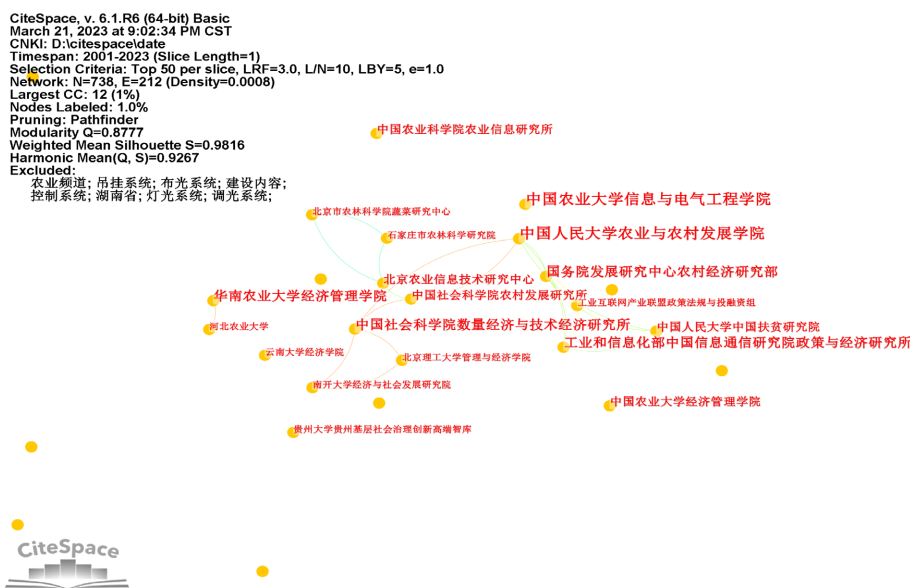 CiteSpace, v. 6.1.R6 (64-bit) Basic
March 21, 2023 at 9:02:34 PM CST
CNKI: D:\citespace\date
Timespan: 2001-2023 (Slice Length=1)
Selection Criteria: Top 50 per slice, LRF=3.0, L/N=10, LBY=5, e=1.0
Network: N=738, E=212 (Density=0.0008)
Largest CC: 12 (1%)
Nodes Labeled: 1.0%
Pruning: Pathfinder
Modularity Q=0.8777
Weighted Mean Silhouette S=0.9816
Harmonic Mean(Q, S)=0.9267
Excluded:
农业频道; 吊挂系统; 布光系统; 建设内容;
控制系统; 湖南省; 灯光系统; 调光系统;
中国农业科学院农业信息研究所
中国农业大学信息与电气工程学院
北京市农林科学院蔬菜研究中心
石家庄市农林科学研究院
中国人民大学农业与农村发展学院
国务院发展研究中心农村经济研究部
北京农业信息技术研究中心
华南农业大学经济管理学院
中国社会科学院农村发展研究所
工业互联网产业联盟政策法规与投融资组
河北农业大学
中国社会科学院数量经济与技术经济研究所
中国人民大学中国扶贫研究院
工业和信息化部中国信息通信研究院政策与经济研究所
云南大学经济学院
北京理工大学管理与经济学院
南开大学经济与社会发展研究院
中国农业大学经济管理学院
贵州大学贵州基层社会治理创新高端智库
CiteSpace